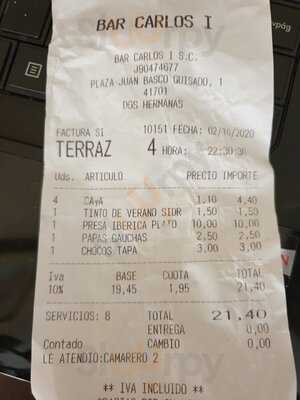 BAR CARLOS I
BAR CARLOS I S.C.
J90474677
PLAZA JUAN BASCO GUISADO, 1
41701
DOS HERMANAS
FACTURA SI 10151 FECHA: 02/10/2020
TERRAZ 4 HORA: 22:30:30
Uds. ARTICULO PRECIO IMPORTE
4 CAÑA 1,10 4,40
1 TINTO DE VERANO SIDR 1,50 1,50
1 PRESA IBERICA PLATO 10,00 10,00
1 PAPAS GAUCHAS 2,50 2,50
1 CHOCOS TAPA 3,00 3,00
Iva BASE CUOTA TOTAL
10% 19,45 1,95 21,40
SERVICIOS: 8 TOTAL 21,40
ENTREGA 0,00
Contado CAMBIO 0,00
LE ATENDIO:CAMARERO 2
** IVA INCLUIDO **